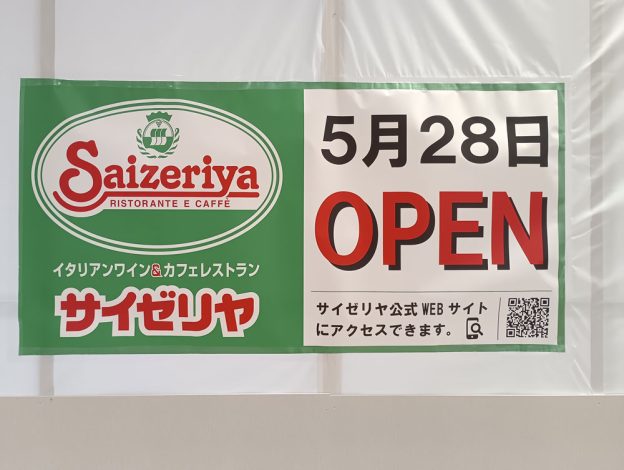 Saizeriya
RISTORANTE E CAFFÈ
イタリアンワイン&カフェレストラン
サイゼリヤ
5月28日
OPEN
サイゼリヤ公式WEBサイト
にアクセスできます。